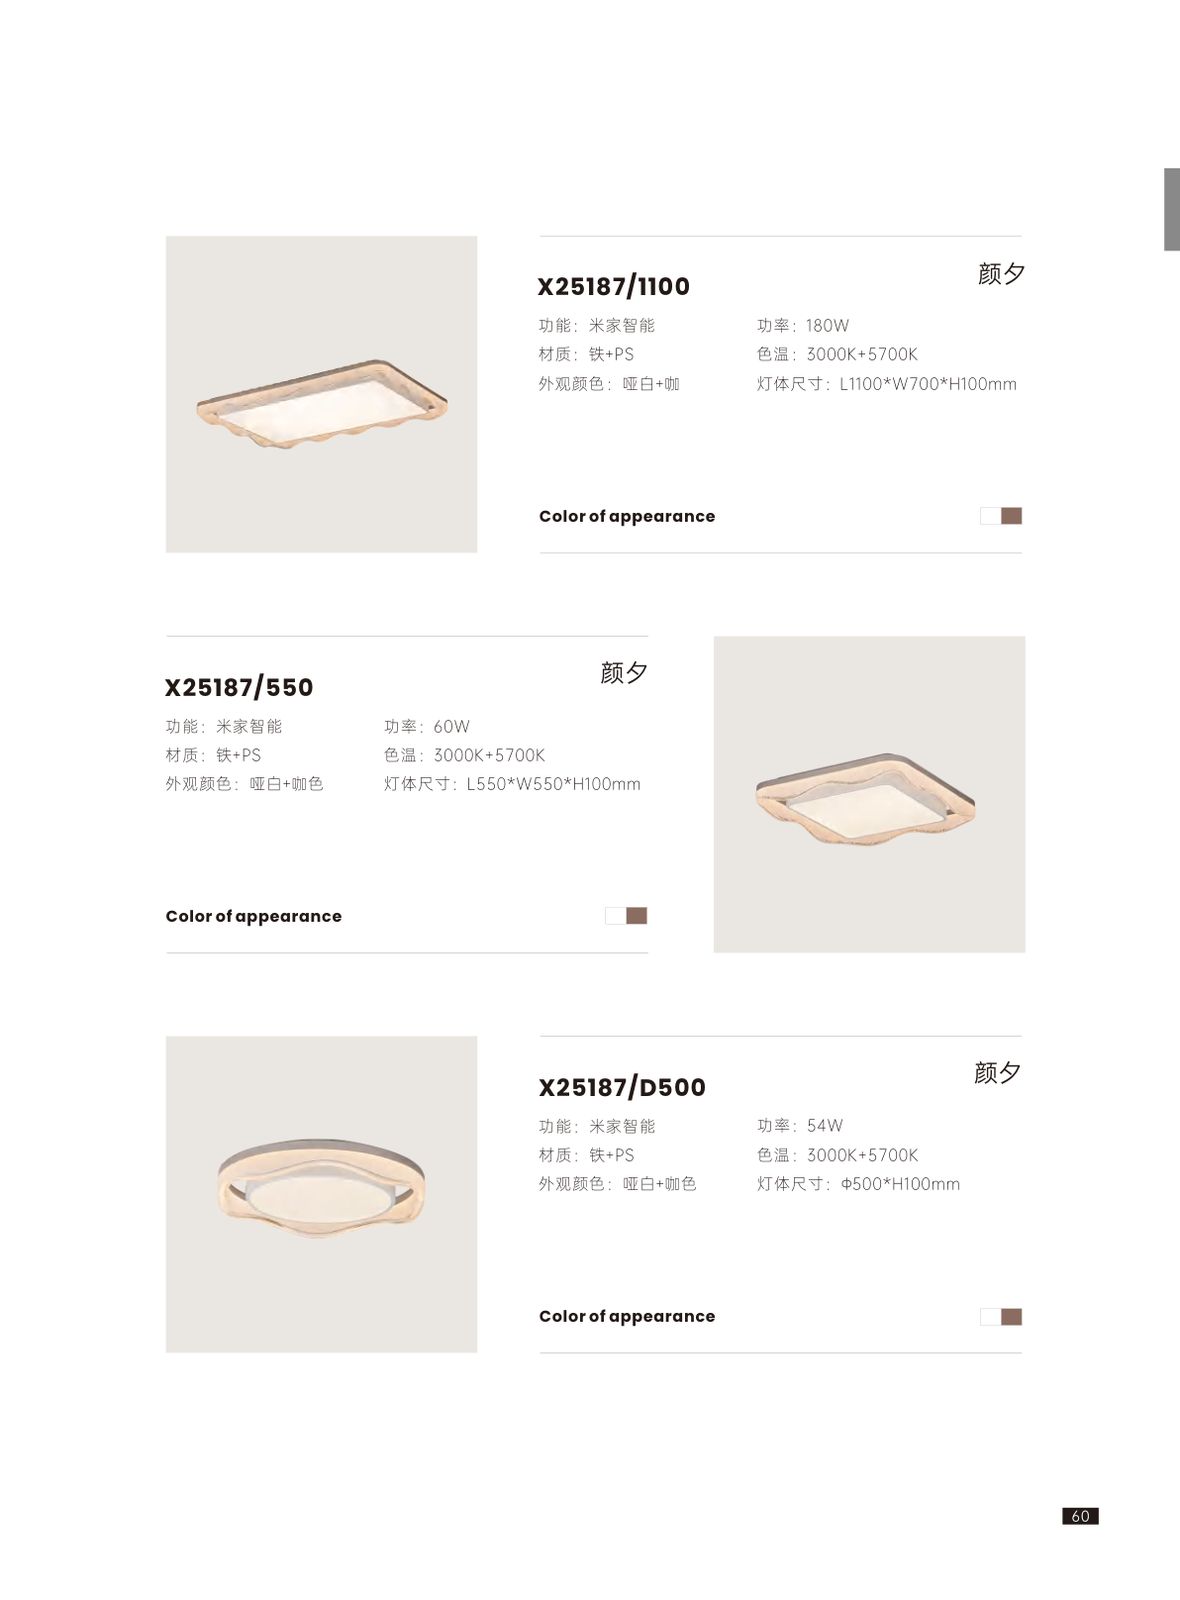 颜夕
X25187/1100
功能：米家智能
功率：180W
材质：铁+PS
色温：3000K+5700K
外观颜色：哑白+咖
灯体尺寸：L1100*W700*H100mm
Color of appearance
颜夕
X25187/550
功能：米家智能
功率：60W
材质：铁+PS
色温：3000K+5700K
外观颜色：哑白+咖色
灯体尺寸：L550*W550*H100mm
Color of appearance
颜夕
X25187/D500
功能：米家智能
功率：54W
材质：铁+PS
色温：3000K+5700K
外观颜色：哑白+咖色
灯体尺寸：Φ500*H100mm
Color of appearance
60